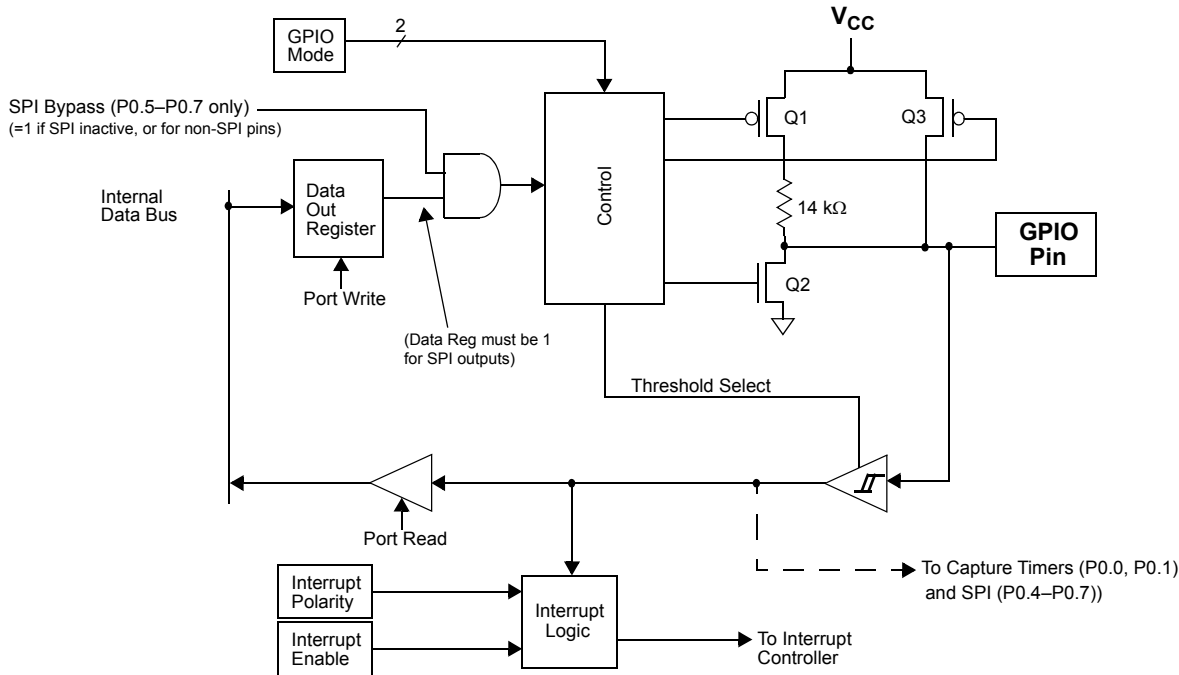 GPIO
Mode
2
VCC
SPI Bypass (P0.5–P0.7 only)
(=1 if SPI inactive, or for non-SPI pins)
Q1
Q3
Internal
Data Bus
Data
Out
Register
Control
14 kΩ
GPIO
Pin
Port Write
Q2
(Data Reg must be 1
for SPI outputs)
Threshold Select
Port Read
To Capture Timers (P0.0, P0.1)
and SPI (P0.4–P0.7))
Interrupt
Polarity
Interrupt
Logic
Interrupt
Enable
To Interrupt
Controller